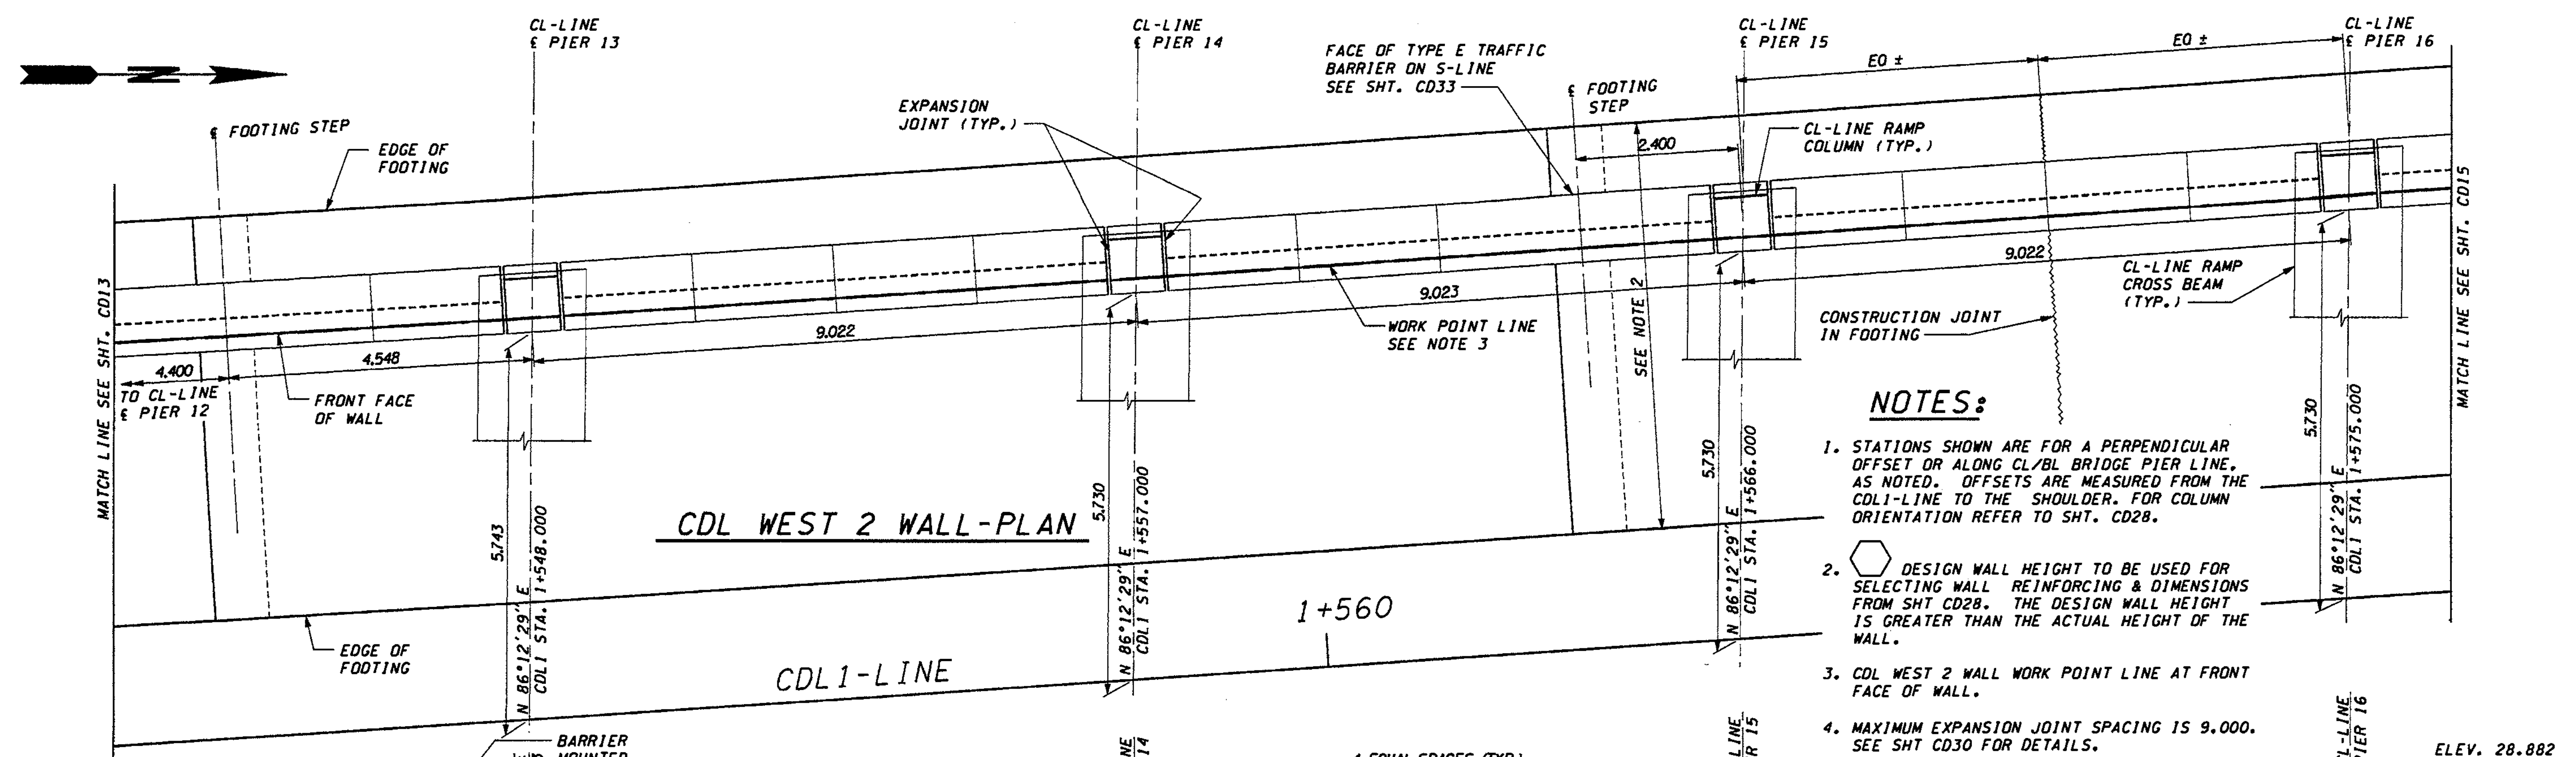 CL-LINE
℄ PIER 13
CL-LINE
℄ PIER 14
CL-LINE
℄ PIER 15
CL-LINE
℄ PIER 16
N
EQ ±
EQ ±
FACE OF TYPE E TRAFFIC
BARRIER ON S-LINE
SEE SHT. CD33
℄ FOOTING
STEP
EXPANSION
JOINT (TYP.)
℄ FOOTING STEP
EDGE OF
FOOTING
CL-LINE RAMP
COLUMN (TYP.)
2.400
MATCH LINE SEE SHT. CD13
MATCH LINE SEE SHT. CD15
4.400
TO CL-LINE
℄ PIER 12
4.548
9.022
9.023
9.022
FRONT FACE
OF WALL
WORK POINT LINE
SEE NOTE 3
SEE NOTE 2
CL-LINE RAMP
CROSS BEAM
(TYP.)
CONSTRUCTION JOINT
IN FOOTING
5.743
N 86°12'29" E
CDL1 STA. 1+548.000
5.730
N 86°12'29" E
CDL1 STA. 1+557.000
5.730
N 86°12'29" E
CDL1 STA. 1+566.000
5.730
N 86°12'29" E
CDL1 STA. 1+575.000
CDL WEST 2 WALL-PLAN
EDGE OF
FOOTING
CDL1-LINE
1+560
NOTES:
1. STATIONS SHOWN ARE FOR A PERPENDICULAR
OFFSET OR ALONG CL/BL BRIDGE PIER LINE,
AS NOTED. OFFSETS ARE MEASURED FROM THE
CDL1-LINE TO THE SHOULDER. FOR COLUMN
ORIENTATION REFER TO SHT. CD28.
2. DESIGN WALL HEIGHT TO BE USED FOR
SELECTING WALL REINFORCING & DIMENSIONS
FROM SHT CD28. THE DESIGN WALL HEIGHT
IS GREATER THAN THE ACTUAL HEIGHT OF THE
WALL.
3. CDL WEST 2 WALL WORK POINT LINE AT FRONT
FACE OF WALL.
4. MAXIMUM EXPANSION JOINT SPACING IS 9.000.
SEE SHT CD30 FOR DETAILS.
BARRIER
MOUNTED
NE
14
LINE
R 15
CL-LINE
PIER 16
ELEV. 28.882